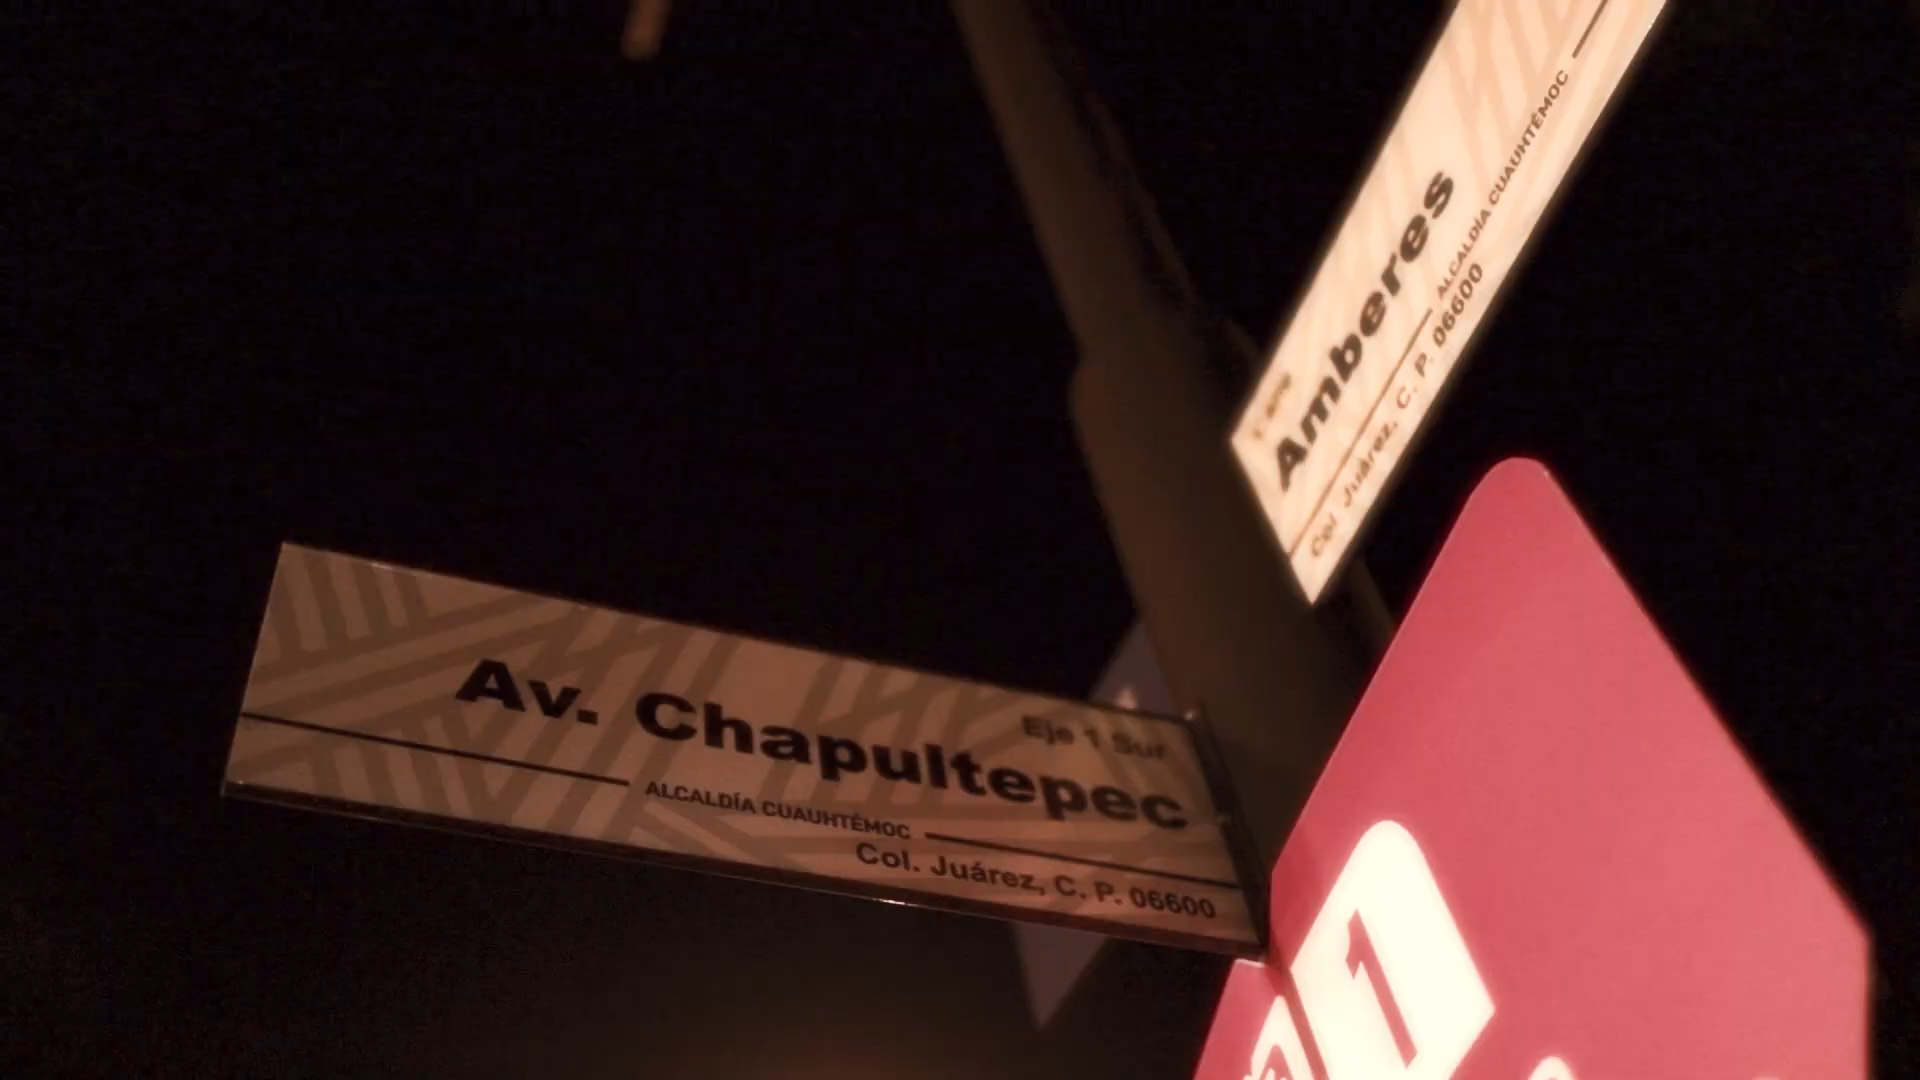 Amberes
ALCALDÍA CUAUHTÉMOC
Col. Juárez, C. P. 06600
Eje 1 Sur
Av. Chapultepec
ALCALDÍA CUAUHTÉMOC
Col. Juárez, C. P. 06600
1